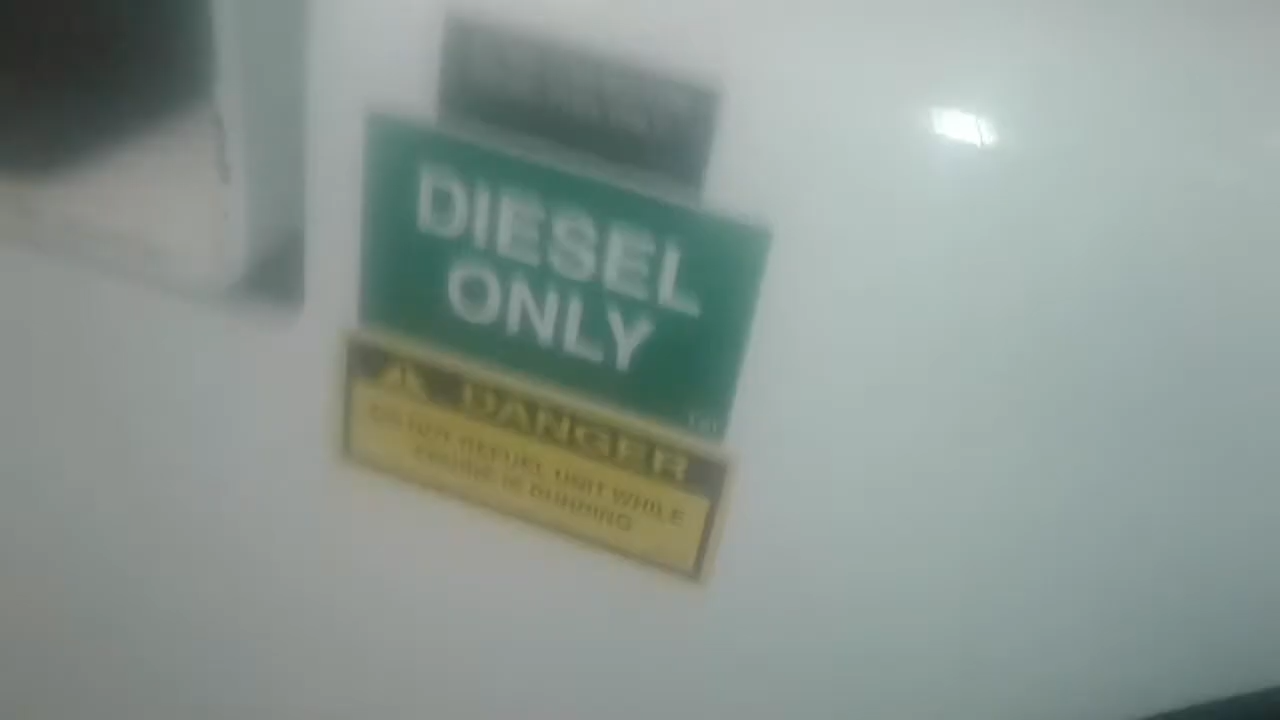 DIESEL
ONLY
DANGER
DO NOT REFUEL UNIT WHILE
ENGINE IS RUNNING